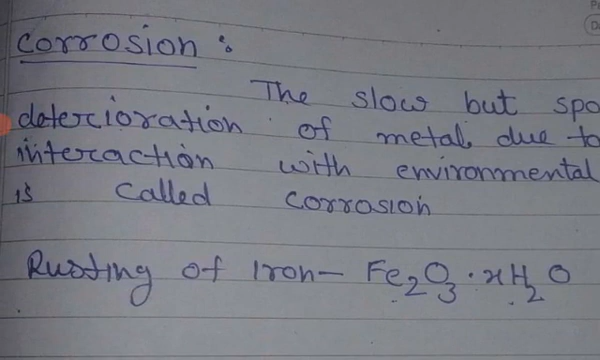 Corrosion :
The slow but spo
deterioration of metal due to
interaction with environmental
is called corrosion
Rusting of Iron - Fe₂O₃·xH₂O